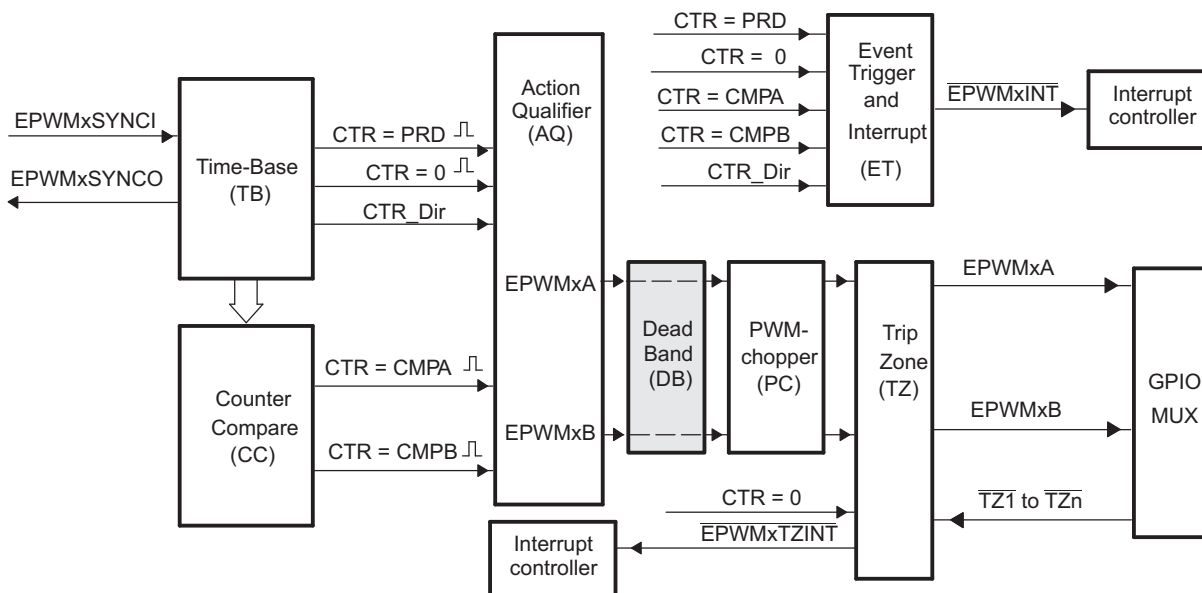 EPWMxSYNCI
EPWMxSYNCO
Time-Base
(TB)
CTR = PRD
CTR = 0
CTR_Dir
Counter
Compare
(CC)
CTR = CMPA
CTR = CMPB
Action
Qualifier
(AQ)
EPWMxA
EPWMxB
CTR = PRD
CTR = 0
CTR = CMPA
CTR = CMPB
CTR_Dir
Event
Trigger
and
Interrupt
(ET)
EPWMxINT
Interrupt
controller
Dead
Band
(DB)
PWM-
chopper
(PC)
Trip
Zone
(TZ)
EPWMxA
EPWMxB
TZ1 to TZn
GPIO
MUX
CTR = 0
EPWMxTZINT
Interrupt
controller